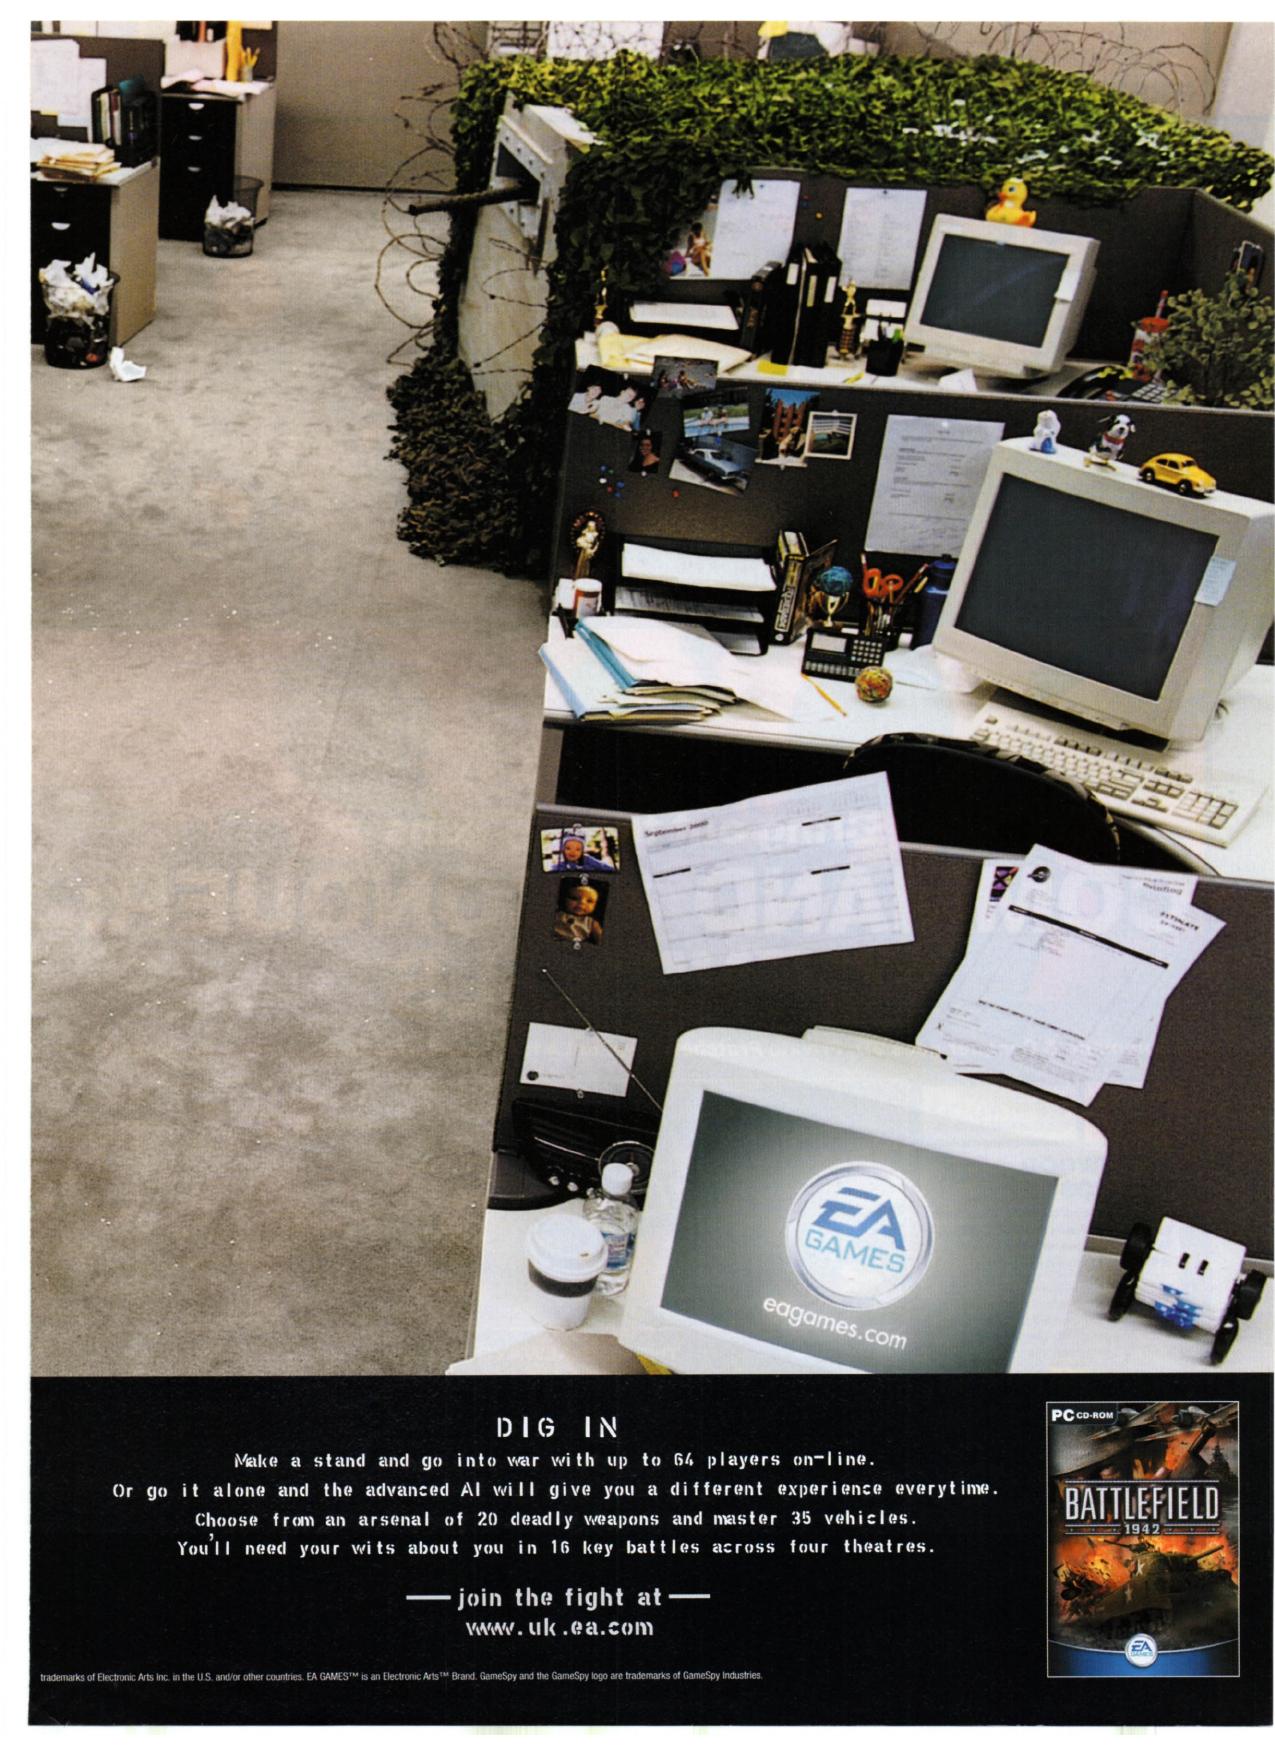 September 2000
EA
GAMES
eagames.com
DIG IN
Make a stand and go into war with up to 64 players on-line.
Or go it alone and the advanced AI will give you a different experience everytime.
Choose from an arsenal of 20 deadly weapons and master 35 vehicles.
You'll need your wits about you in 16 key battles across four theatres.
join the fight at
www.uk.ea.com
PC CD-ROM
BATTLEFIELD
1942
EA
GAMES
trademarks of Electronic Arts Inc. in the U.S. and/or other countries. EA GAMES™ is an Electronic Arts™ Brand. GameSpy and the GameSpy logo are trademarks of GameSpy Industries.